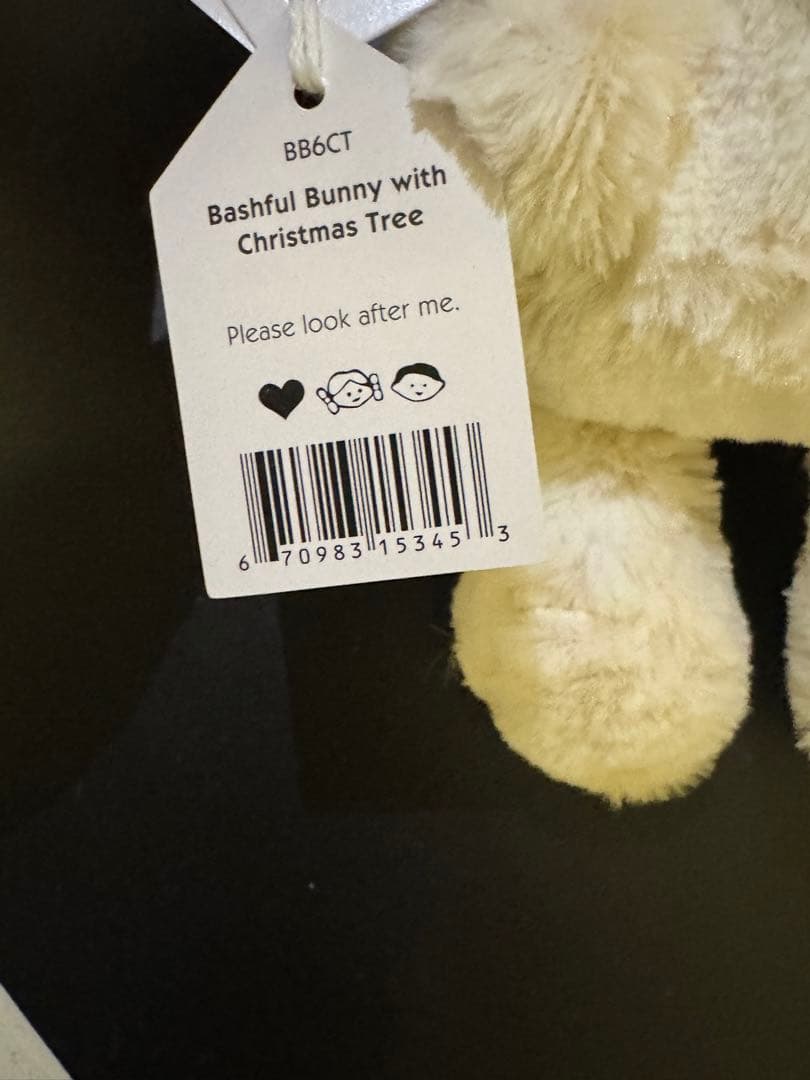 BB6CT
Bashful Bunny with
Christmas Tree
Please look after me.
6 70983 15345 3